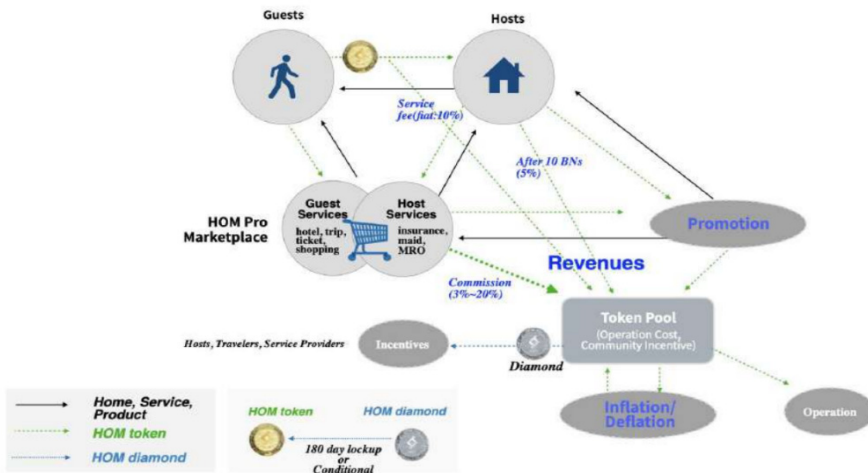 Guests
Hosts
Service
fee(fiat:10%)
After 10 BNs
(5%)
HOM Pro
Marketplace
Guest
Services
hotel, trip,
ticket,
shopping
Host
Services
insurance,
maid,
MRO
Promotion
Revenues
Commission
(3%~20%)
Token Pool
(Operation Cost,
Community Incentive)
Hosts, Travelers, Service Providers
Incentives
Diamond
Inflation/
Deflation
Operation
Home, Service,
Product
HOM token
HOM diamond
HOM token
HOM diamond
180 day lockup
or
Conditional